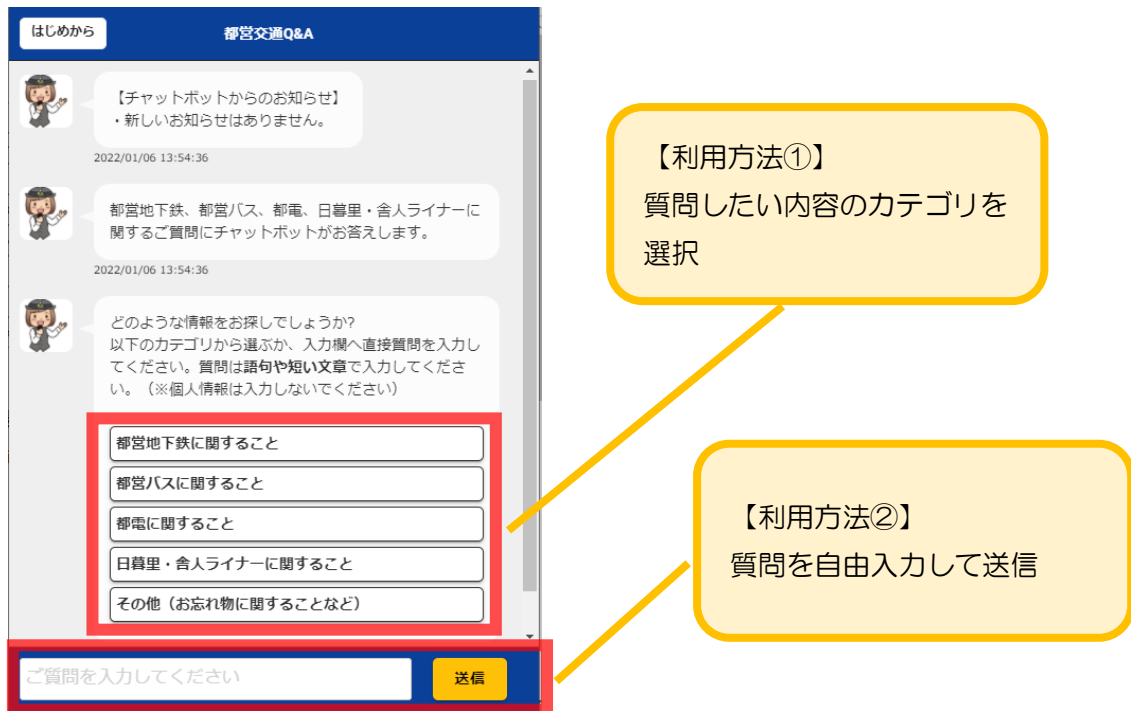 はじめから
都営交通Q&A
【チャットボットからのお知らせ】
・新しいお知らせはありません。
2022/01/06 13:54:36
都営地下鉄、都営バス、都電、日暮里・舎人ライナーに
関するご質問にチャットボットがお答えします。
2022/01/06 13:54:36
どのような情報をお探しでしょうか?
以下のカテゴリから選ぶか、入力欄へ直接質問を入力し
てください。質問は語句や短い文章で入力してくださ
い。（※個人情報は入力しないでください）
都営地下鉄に関すること
都営バスに関すること
都電に関すること
日暮里・舎人ライナーに関すること
その他（お忘れ物に関することなど）
ご質問を入力してください
送信
【利用方法①】
質問したい内容のカテゴリを
選択
【利用方法②】
質問を自由入力して送信